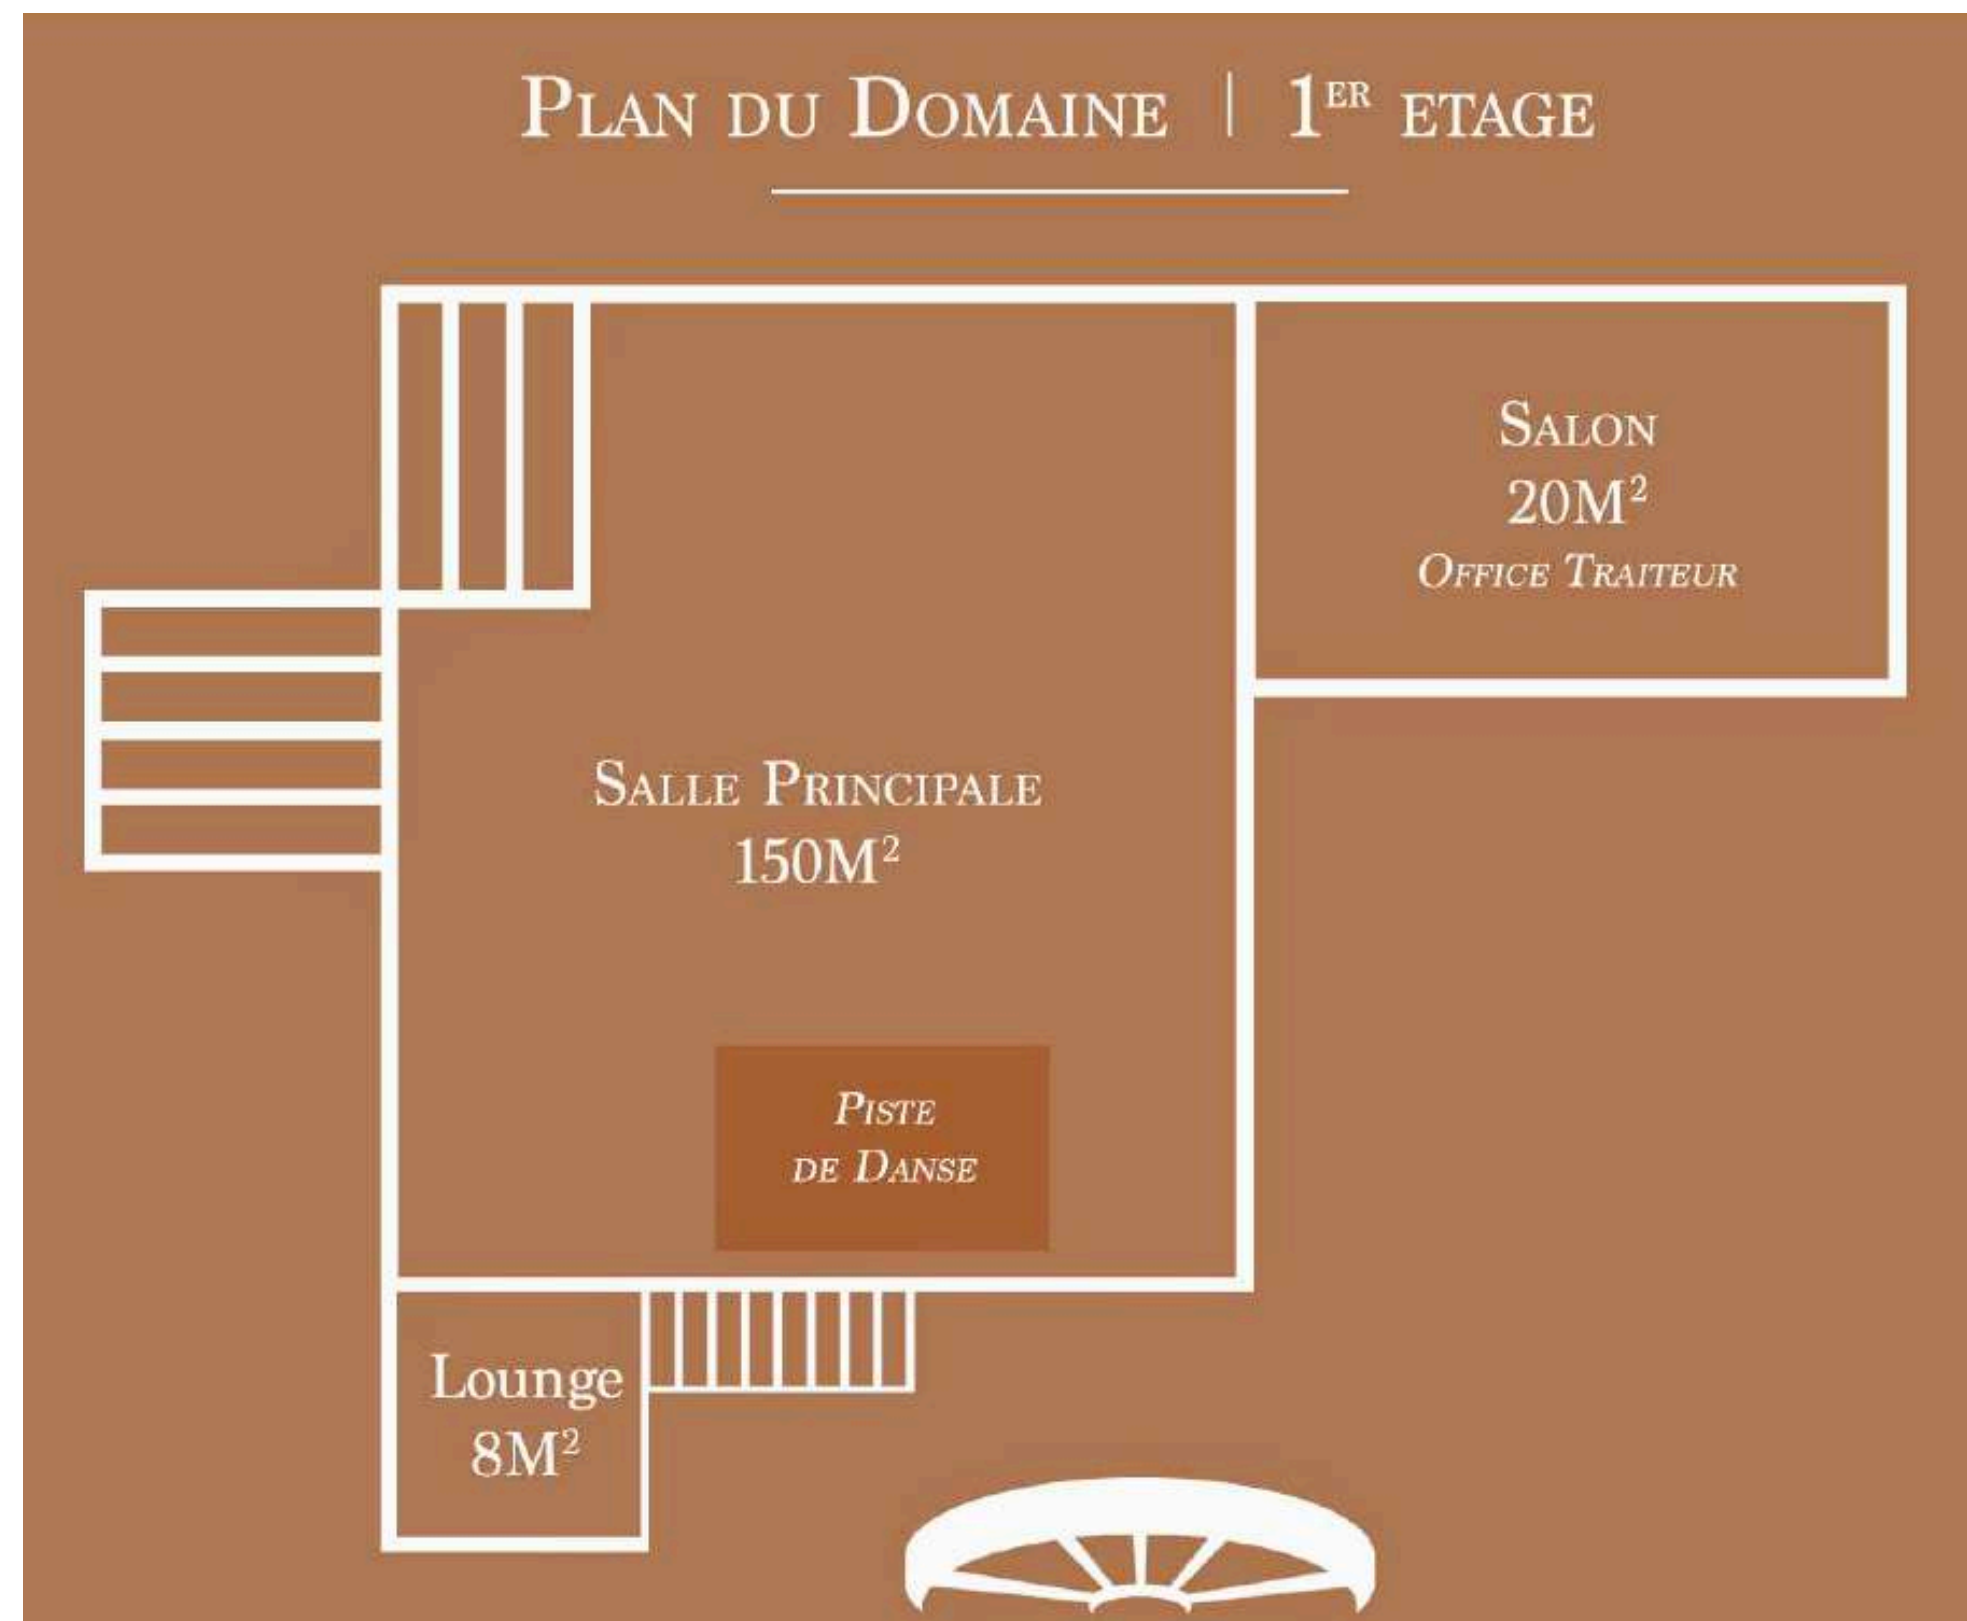 Plan du Domaine | 1er etage
Salon
20m²
Office Traiteur
Salle Principale
150m²
Piste
de Danse
Lounge
8m²